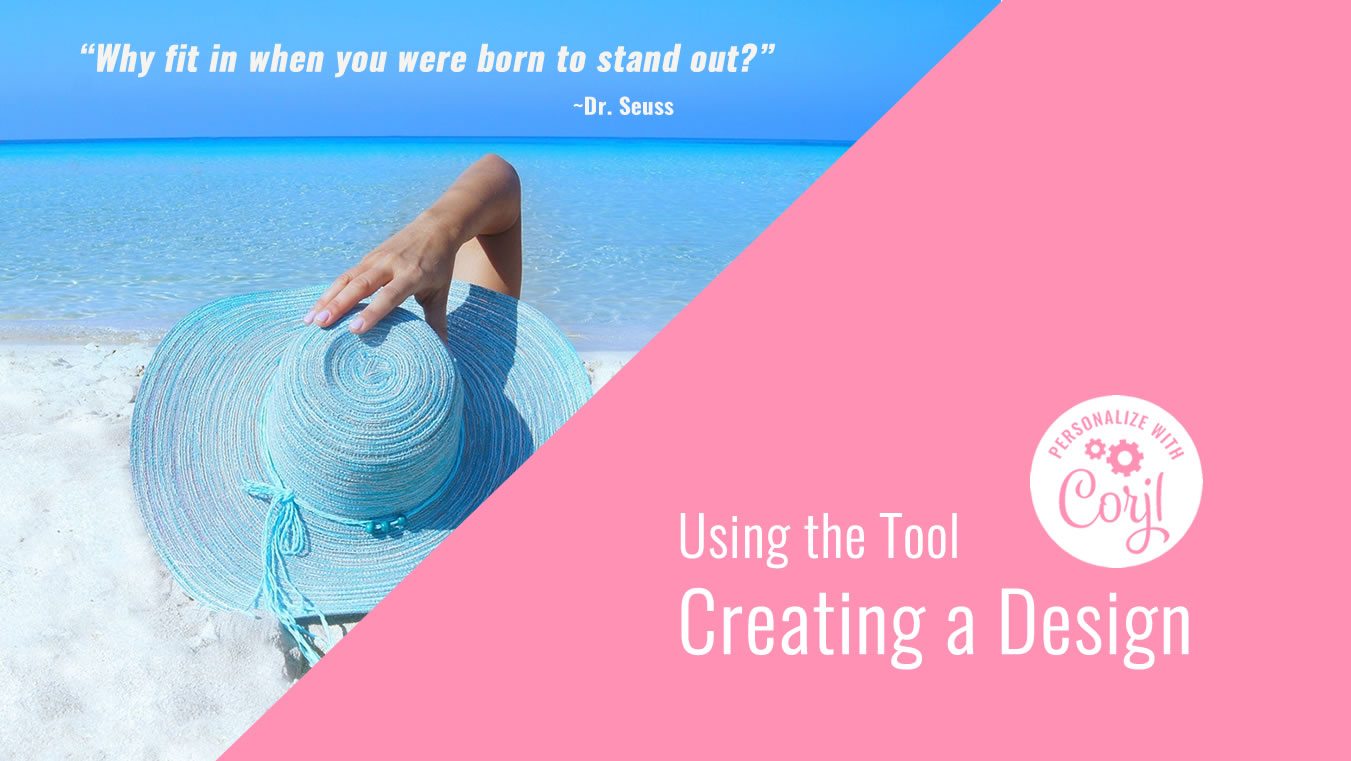 “Why fit in when you were born to stand out?”
~Dr. Seuss
PERSONALIZE WITH
Corjl
Using the Tool
Creating a Design